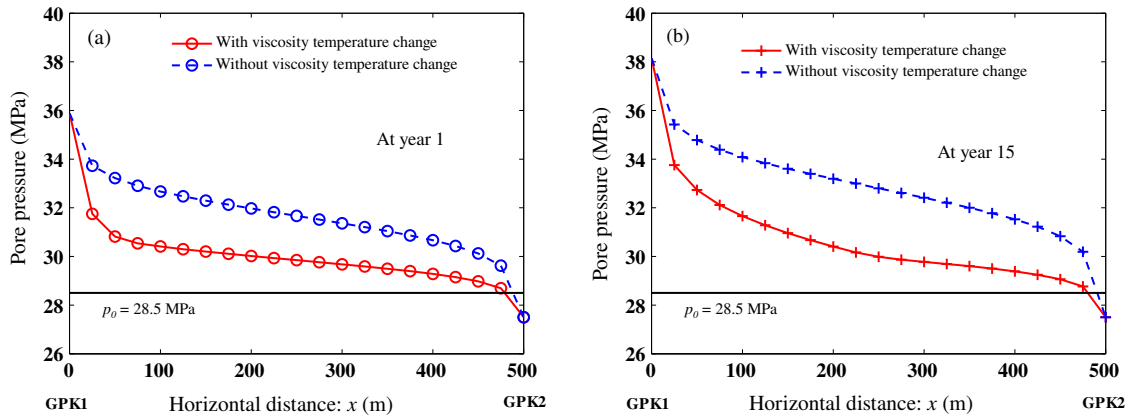 40
38
36
34
32
30
28
26
Pore pressure (MPa)
(a)
With viscosity temperature change
Without viscosity temperature change
At year 1
p0 = 28.5 MPa
0 100 200 300 400 500
GPK1 Horizontal distance: x (m) GPK2
40
38
36
34
32
30
28
26
Pore pressure (MPa)
(b)
With viscosity temperature change
Without viscosity temperature change
At year 15
p0 = 28.5 MPa
0 100 200 300 400 500
GPK1 Horizontal distance: x (m) GPK2